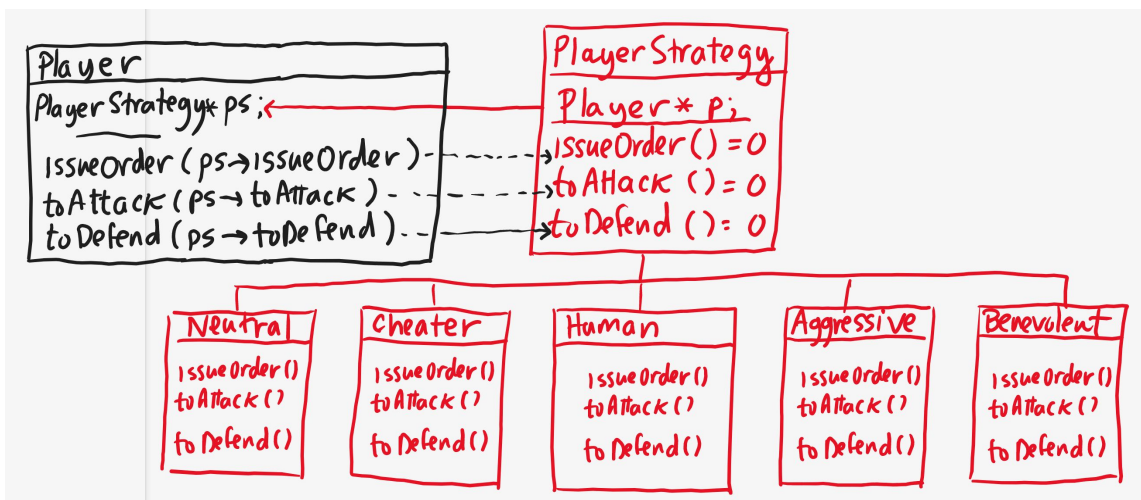 Player
PlayerStrategy* ps;
issueOrder (ps→issueOrder)
toAttack (ps→toAttack)
toDefend (ps→toDefend)
PlayerStrategy
Player* p;
issueOrder () = 0
toAttack () = 0
toDefend () = 0
Neutral
issueOrder()
toAttack()
toDefend()
Cheater
issueOrder()
toAttack()
toDefend()
Human
issueOrder()
toAttack()
toDefend()
Aggressive
issueOrder()
toAttack()
toDefend()
Benevolent
issueOrder()
toAttack()
toDefend()